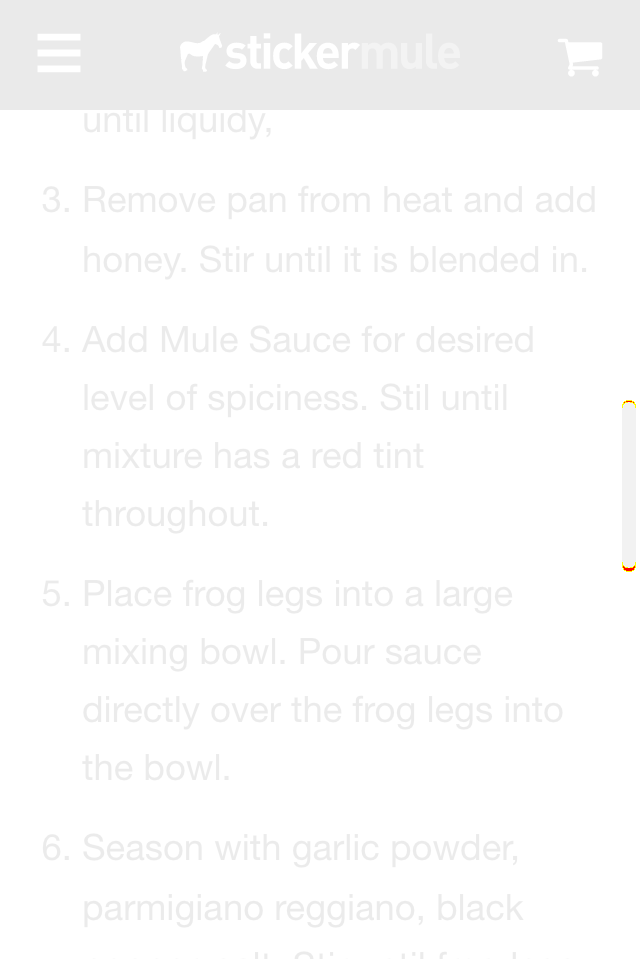 stickermule
until liquidy,
3. Remove pan from heat and add
honey. Stir until it is blended in.
4. Add Mule Sauce for desired
level of spiciness. Stil until
mixture has a red tint
throughout.
5. Place frog legs into a large
mixing bowl. Pour sauce
directly over the frog legs into
the bowl.
6. Season with garlic powder,
parmigiano reggiano, black